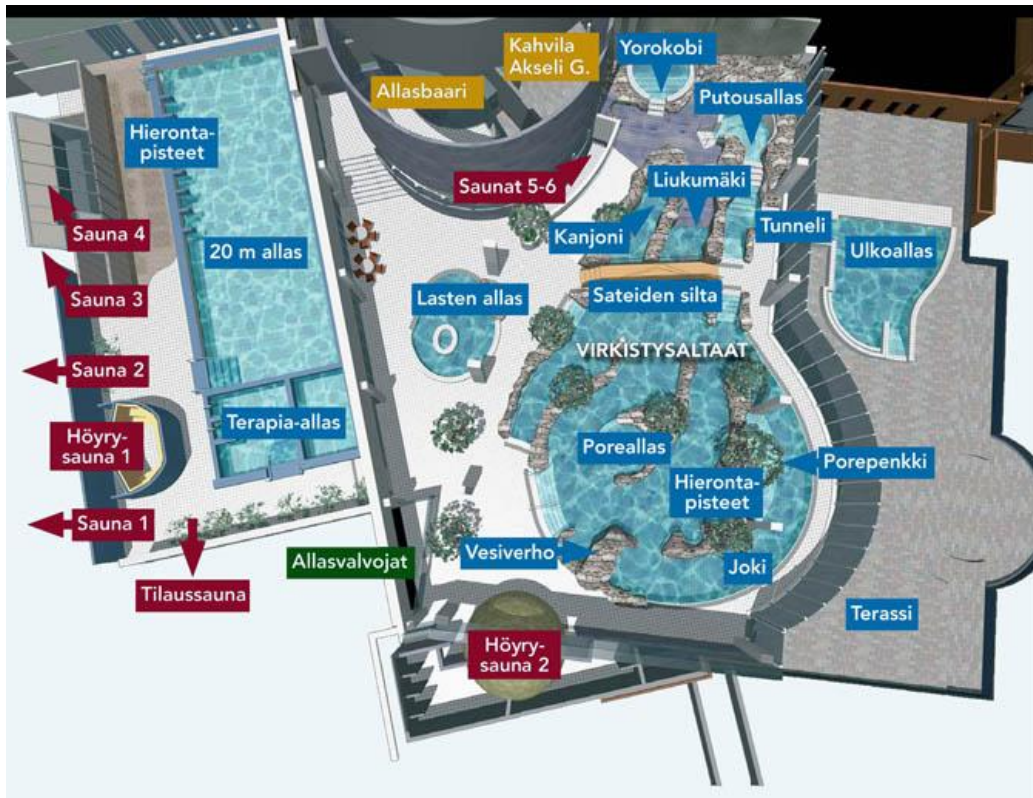 Kahvila
Akseli G.
Yorokobi
Allasbaari
Putousallas
Hieronta-
pisteet
Saunat 5-6
Liukumäki
Sauna 4
20 m allas
Kanjoni
Tunneli
Ulkoallas
Sauna 3
Lasten allas
Sateiden silta
VIRKISTYSALTAAT
Sauna 2
Terapia-allas
Höyry-
sauna 1
Poreallas
Porepenkki
Hieronta-
pisteet
Sauna 1
Vesiverho
Allasvalvojat
Joki
Tilaussauna
Terassi
Höyry-
sauna 2